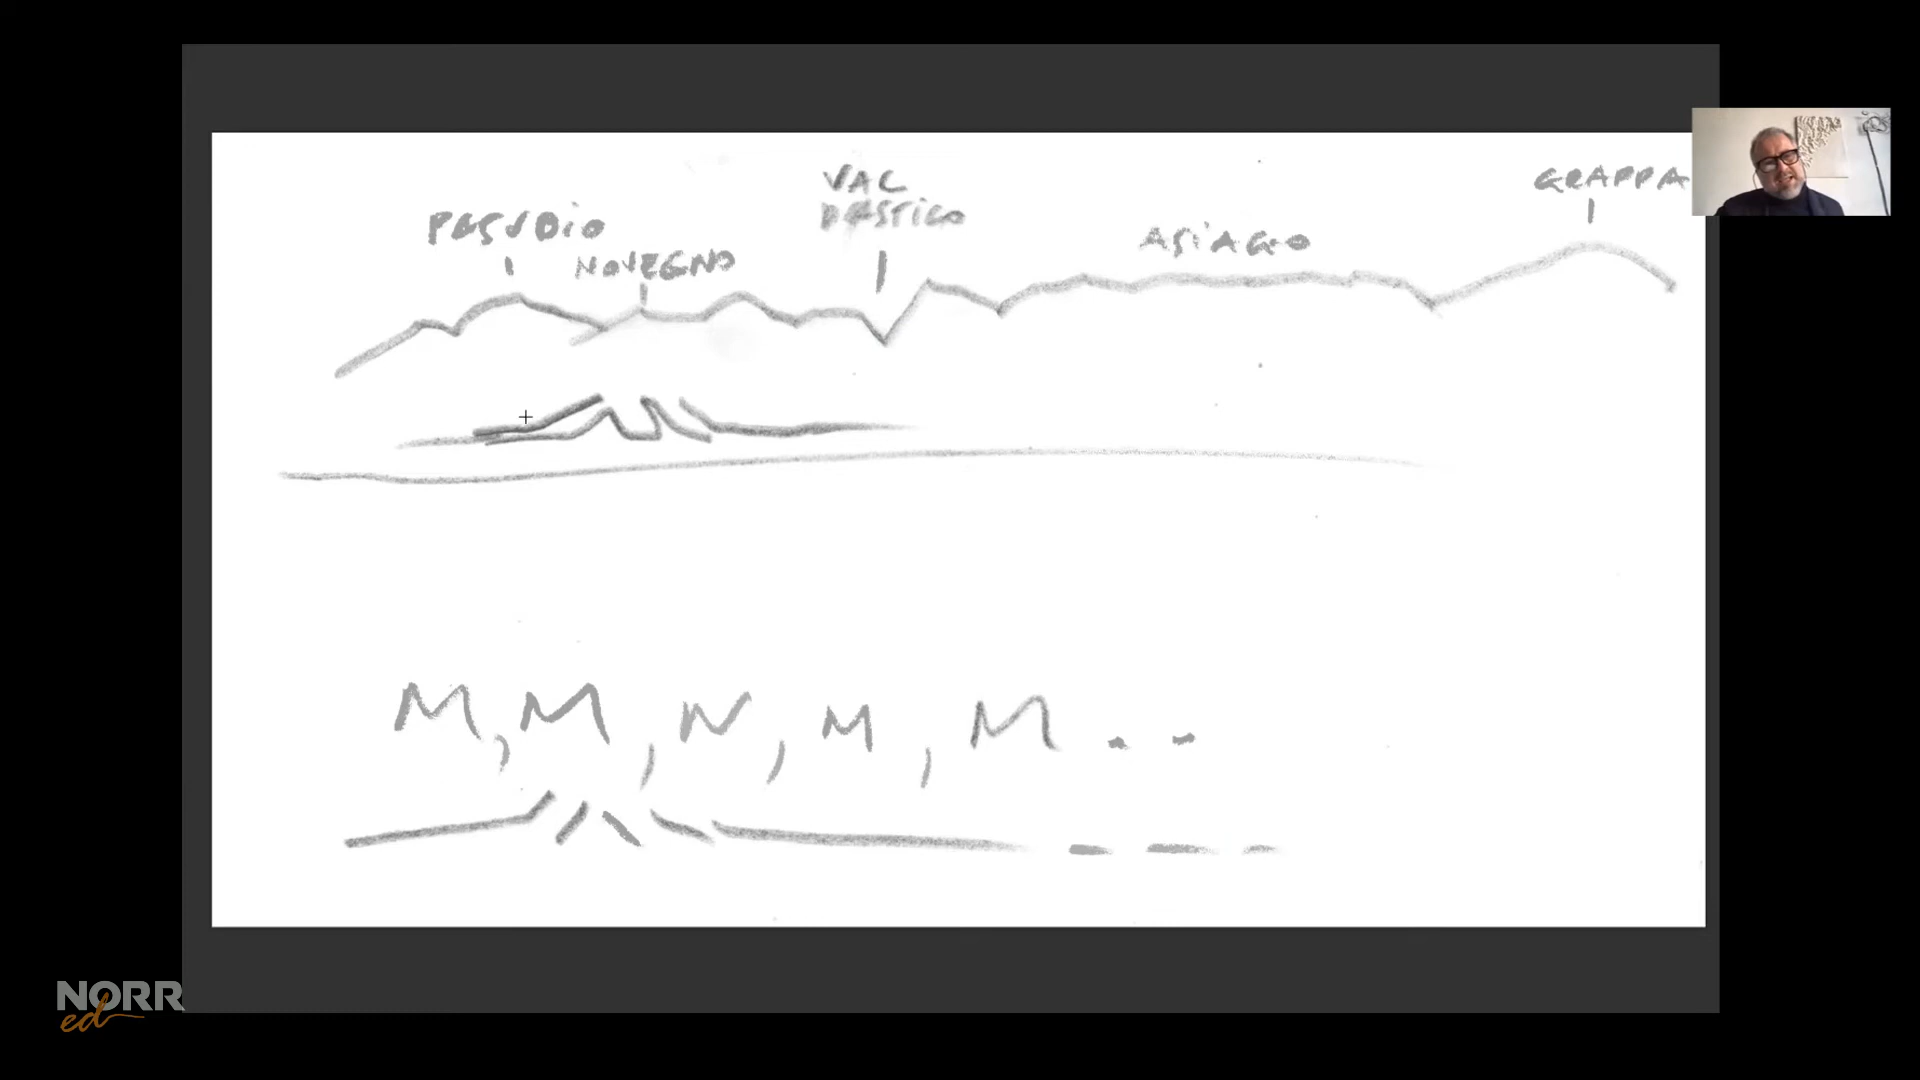 PASUBIO
NOVEGNO
VAL
D'ASTICO
ASIAGO
GRAPPA
M, M, N, M, M . .
NORR
ed